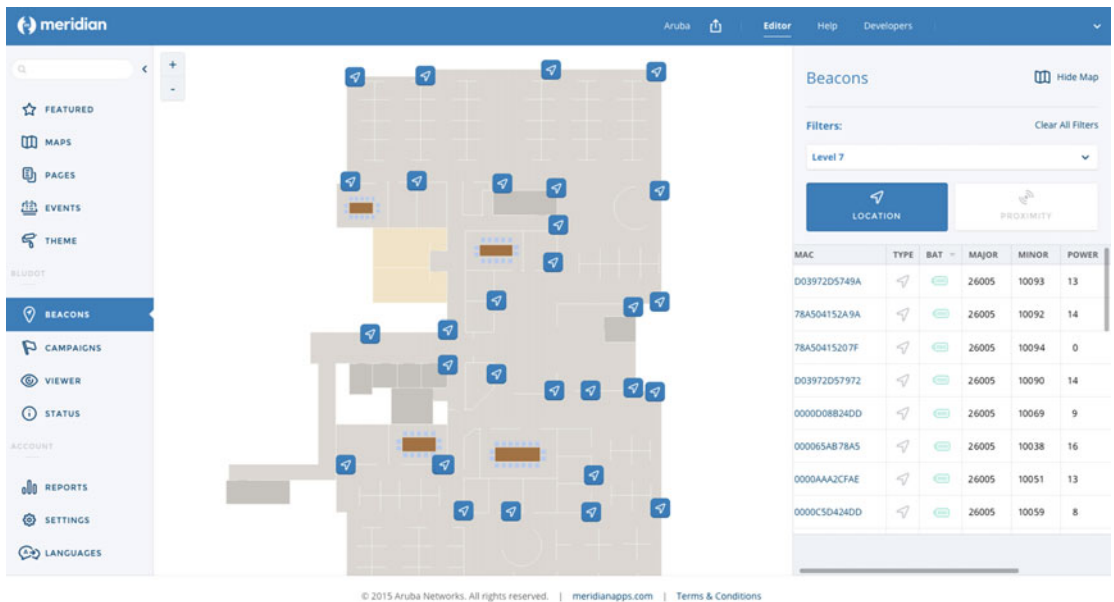 meridian
Aruba Editor Help Developers
FEATURED
MAPS
PAGES
EVENTS
THEME
BLUDOT
BEACONS
CAMPAIGNS
VIEWER
STATUS
ACCOUNT
REPORTS
SETTINGS
LANGUAGES
+
-
Beacons Hide Map
Filters: Clear All Filters
Level 7
LOCATION PROXIMITY
MAC TYPE BAT MAJOR MINOR POWER
D03972D5749A 26005 10093 13
78A504152A9A 26005 10092 14
78A50415207F 26005 10094 0
D03972D57972 26005 10090 14
0000D08B24DD 26005 10069 9
000065AB78A5 26005 10038 16
0000AAA2CFAE 26005 10051 13
0000C5D424DD 26005 10059 8
© 2015 Aruba Networks. All rights reserved. | meridianapps.com | Terms & Conditions